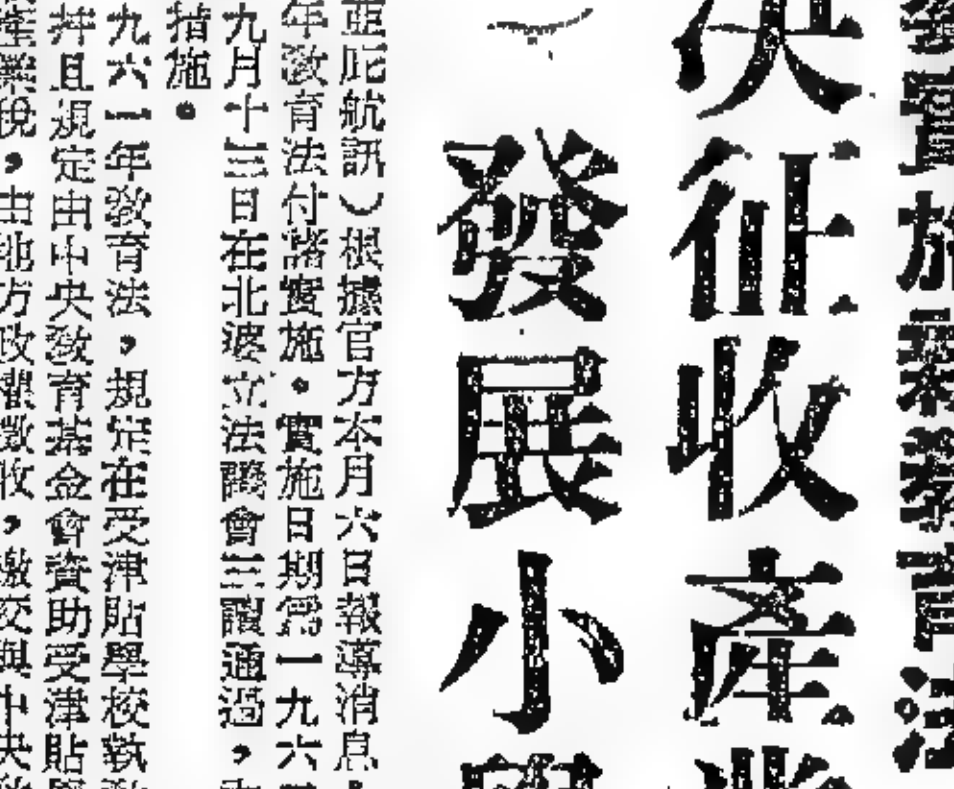 實施
教育法
決征收產
發展小
亞庇航訊）根據官方本月六日報導消息
年教育法付諸實施。實施日期為一九六
九月十三日在北婆立法議會三讀通過，
措施。
九六一年教育法，規定在受津貼學校執
并且規定由中央教育基金會資助受津貼
產業稅，由地方政權徵收，繳交與中央